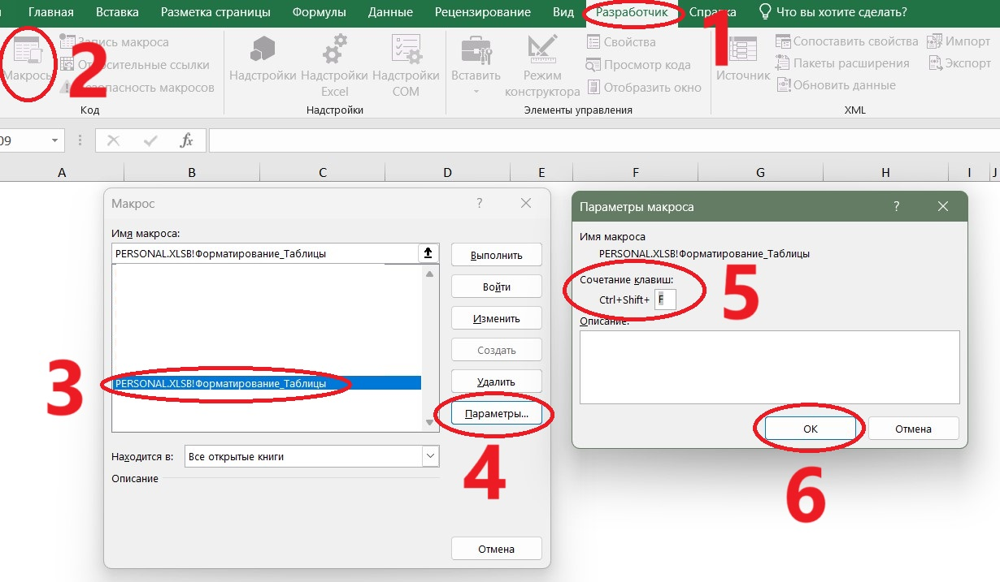 Главная Вставка Разметка страницы Формулы Данные Рецензирование Вид Разработчик Справка Что вы хотите сделать?
1
Макросы
2
Запись макроса
Относительные ссылки
Безопасность макросов
Код
Надстройки
Надстройки Excel
Надстройки COM
Надстройки
Вставить
Режим конструктора
Свойства
Просмотр кода
Отобразить окно
Элементы управления
Источник
Сопоставить свойства
Пакеты расширения
Обновить данные
Импорт
Экспорт
XML
09
fx
A B C D E F G H I J
Макрос ?
Имя макроса:
PERSONAL.XLSB!Форматирование_Таблицы
PERSONAL.XLSB!Форматирование_Таблицы
3
Выполнить
Войти
Изменить
Создать
Удалить
Параметры...
4
Находится в: Все открытые книги
Описание
Отмена
Параметры макроса ?
Имя макроса
PERSONAL.XLSB!Форматирование_Таблицы
Сочетание клавиш:
Ctrl+Shift+ F
5
Описание:
OK Отмена
6